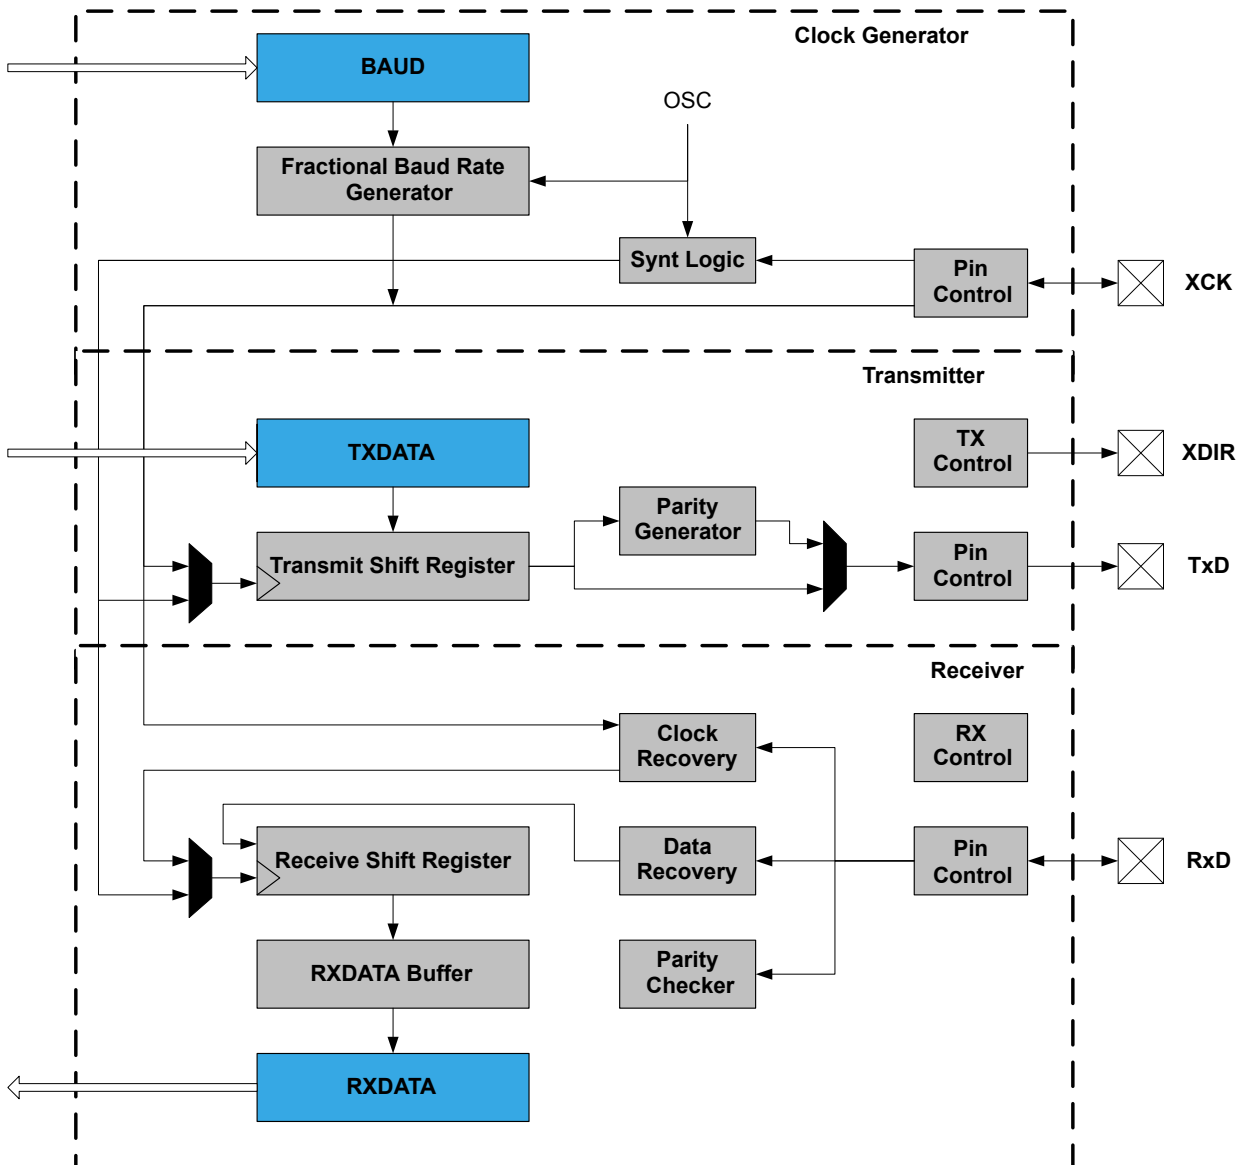 Clock Generator
BAUD
OSC
Fractional Baud Rate
Generator
Synt Logic
Pin
Control
XCK
Transmitter
TXDATA
TX
Control
XDIR
Parity
Generator
Transmit Shift Register
Pin
Control
TxD
Receiver
Clock
Recovery
RX
Control
Receive Shift Register
Data
Recovery
Pin
Control
RxD
RXDATA Buffer
Parity
Checker
RXDATA